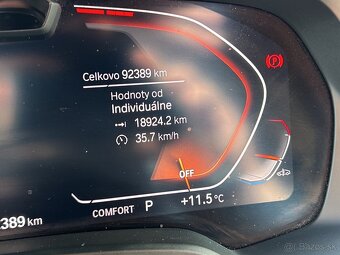 Celkovo 92389 km
Hodnoty od
Individuálne
18924.2 km
35.7 km/h
OFF
389 km
COMFORT P +11.5°C